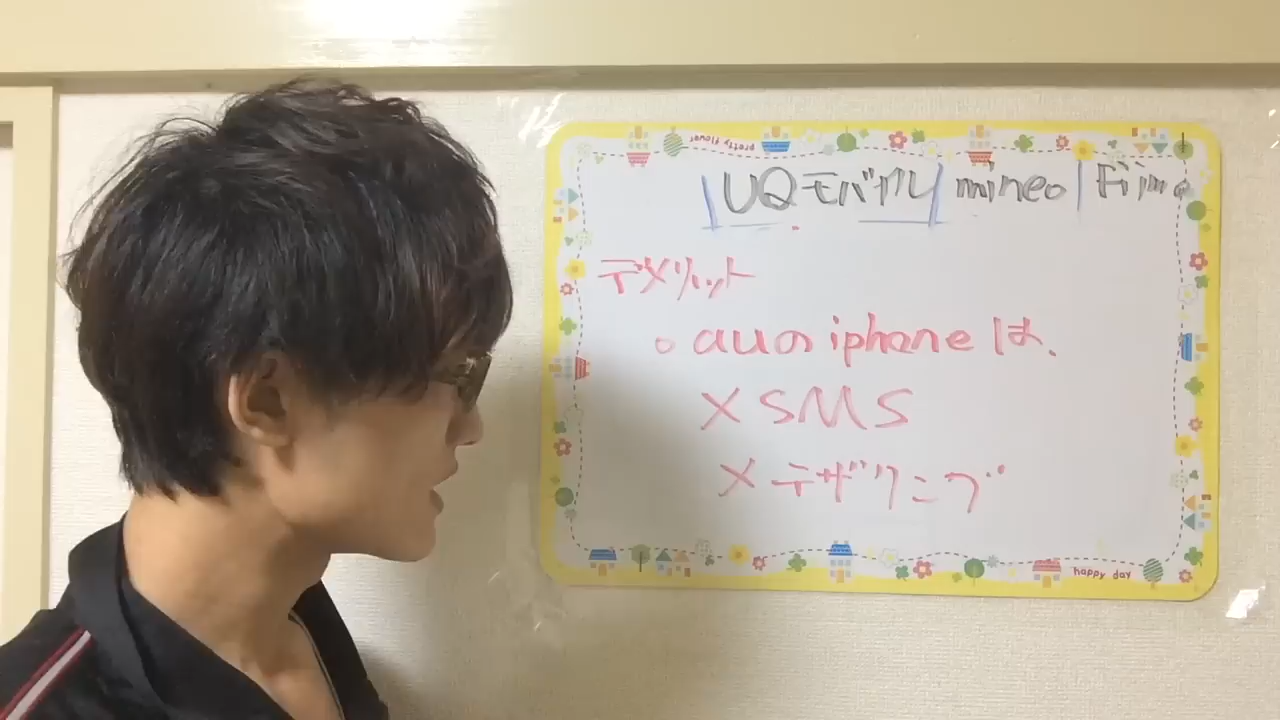 pretty flower
UQモバイル mineo Fiimo
デメリット
○ auのiphoneは、
× SMS
× テザリング
happy day